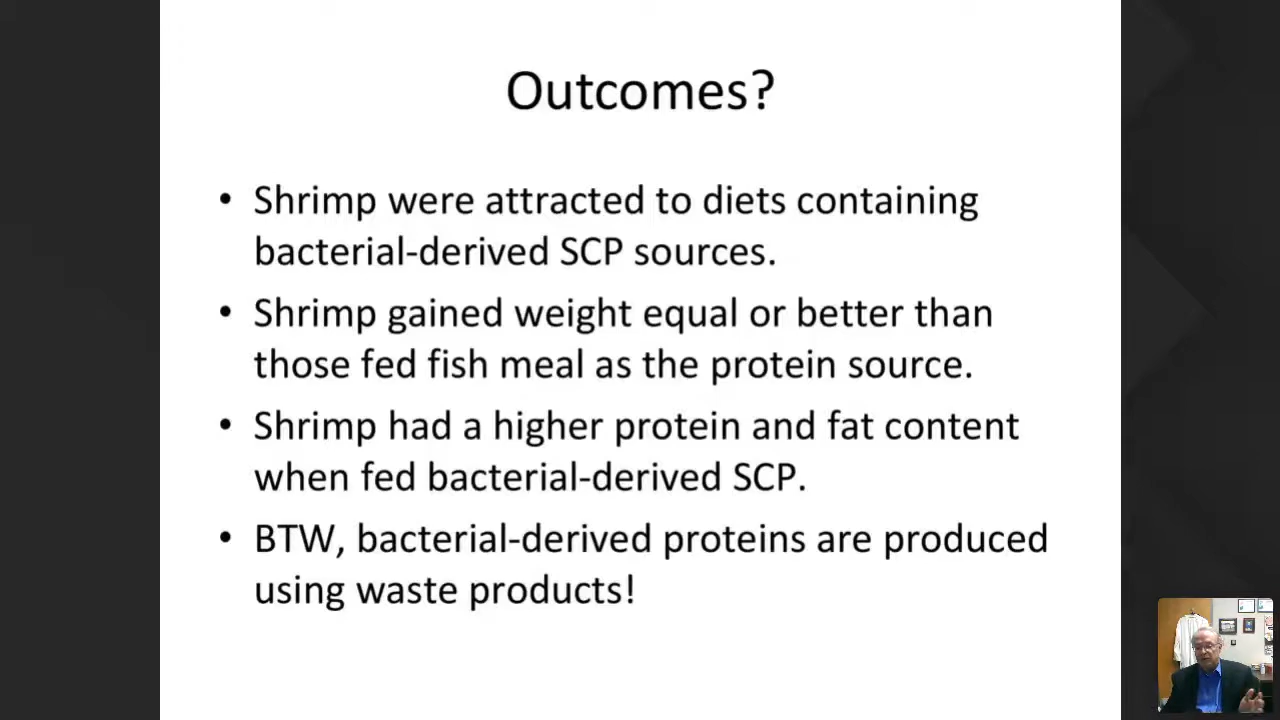 Outcomes?
• Shrimp were attracted to diets containing
bacterial-derived SCP sources.
• Shrimp gained weight equal or better than
those fed fish meal as the protein source.
• Shrimp had a higher protein and fat content
when fed bacterial-derived SCP.
• BTW, bacterial-derived proteins are produced
using waste products!